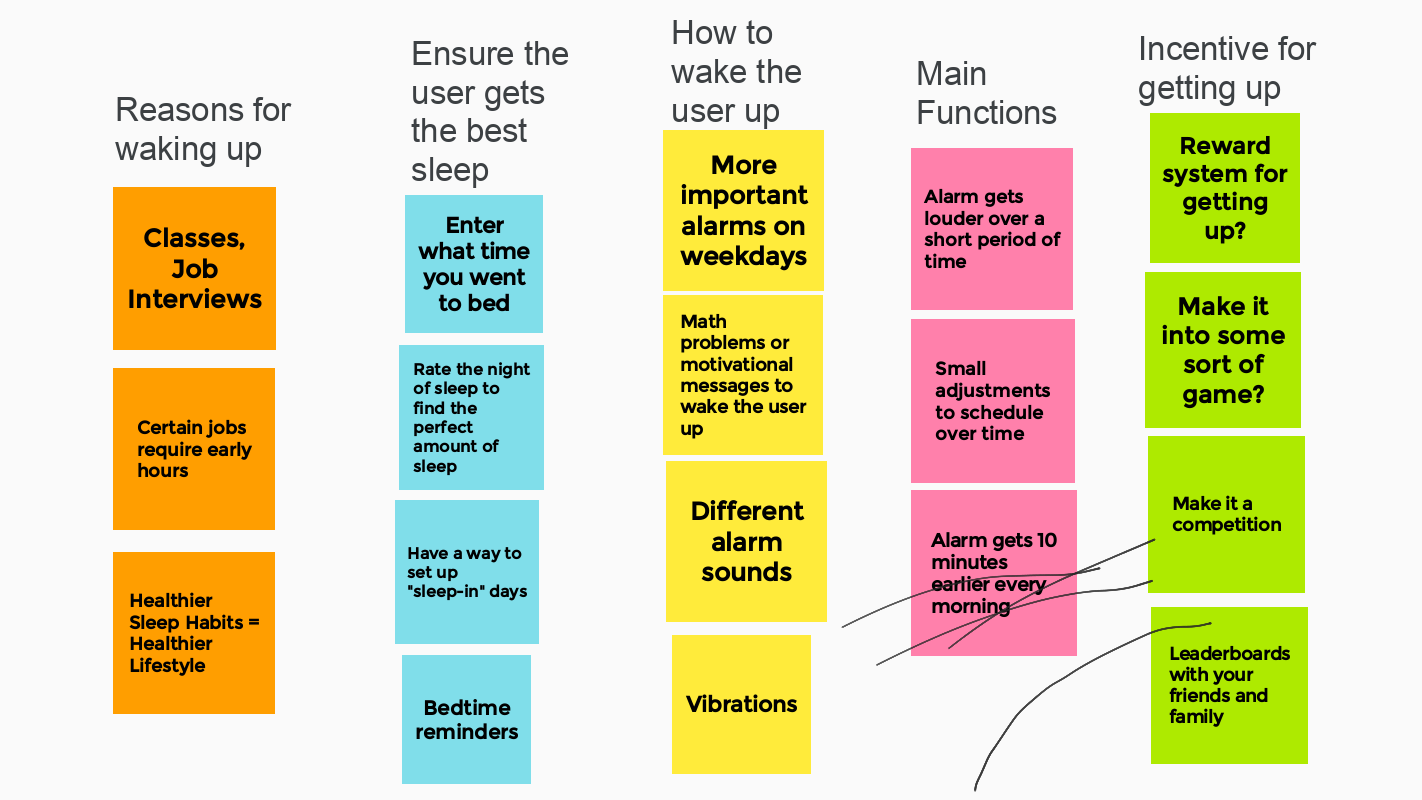 Reasons for
waking up
Classes,
Job
Interviews
Certain jobs
require early
hours
Healthier
Sleep Habits =
Healthier
Lifestyle
Ensure the
user gets
the best
sleep
Enter
what time
you went
to bed
Rate the night
of sleep to
find the
perfect
amount of
sleep
Have a way to
set up
"sleep-in" days
Bedtime
reminders
How to
wake the
user up
More
important
alarms on
weekdays
Math
problems or
motivational
messages to
wake the user
up
Different
alarm
sounds
Vibrations
Main
Functions
Alarm gets
louder over a
short period of
time
Small
adjustments
to schedule
over time
Alarm gets 10
minutes
earlier every
morning
Incentive for
getting up
Reward
system for
getting
up?
Make it
into some
sort of
game?
Make it a
competition
Leaderboards
with your
friends and
family